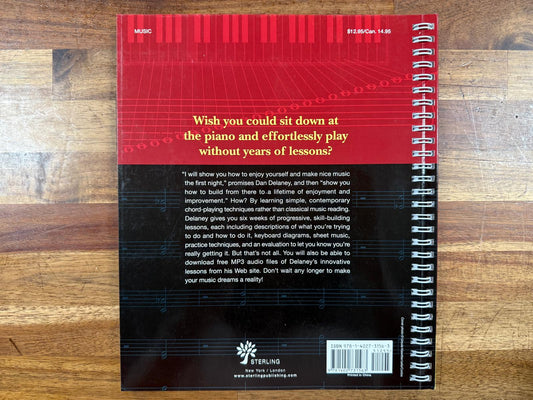 MUSIC
$12.95/Can. 14.95
Wish you could sit down at
the piano and effortlessly play
without years of lessons?
"I will show you how to enjoy yourself and make nice music
the first night," promises Dan Delaney, and then "show you
how to build from there to a lifetime of enjoyment and
improvement." How? By learning simple, contemporary
chord-playing techniques rather than classical music reading.
Delaney gives you six weeks of progressive, skill-building
lessons, each including descriptions of what you're trying
to do and how to do it, keyboard diagrams, sheet music,
practice techniques, and an evaluation to let you know you're
really getting it. But that's not all. You will also be able to
download free MP3 audio files of Delaney's innovative
lessons from his Web site. Don't wait any longer to make
your music dreams a reality!
STERLING
New York / London
www.sterlingpublishing.com
Printed in China.